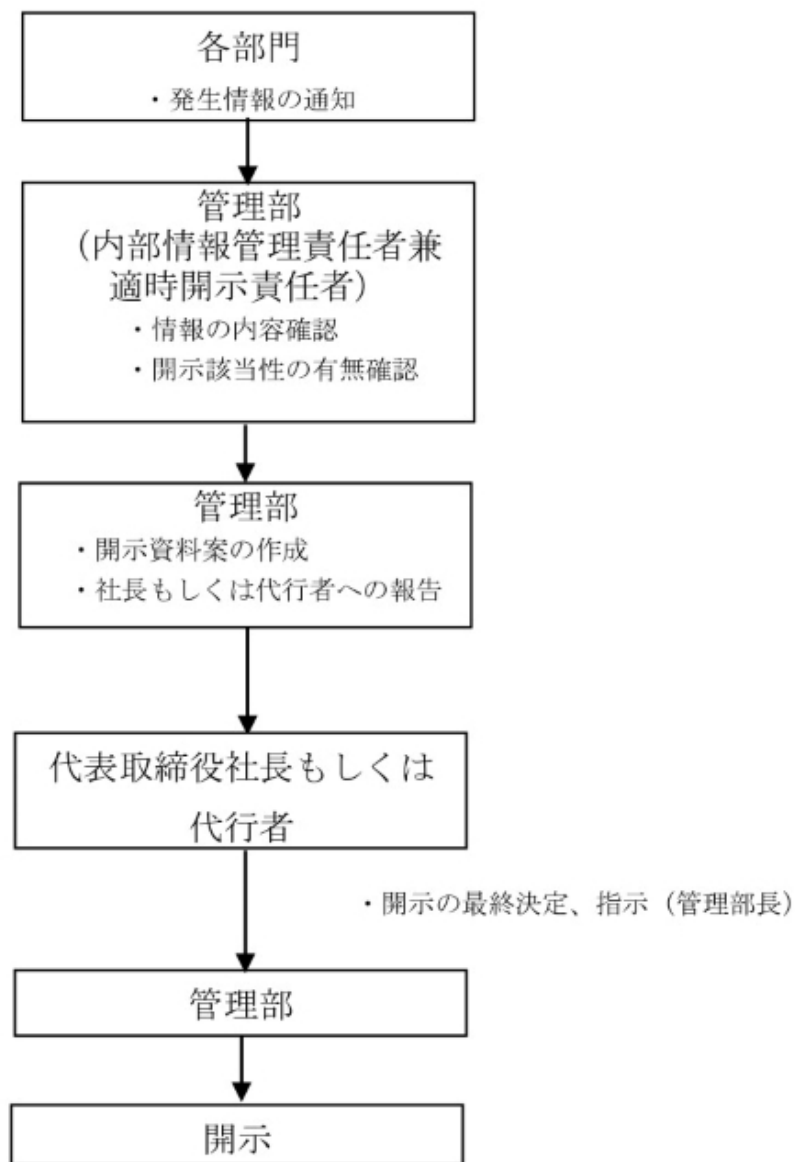 各部門
・発生情報の通知
管理部
（内部情報管理責任者兼
適時開示責任者）
・情報の内容確認
・開示該当性の有無確認
管理部
・開示資料案の作成
・社長もしくは代行者への報告
代表取締役社長もしくは
代行者
・開示の最終決定、指示（管理部長）
管理部
開示